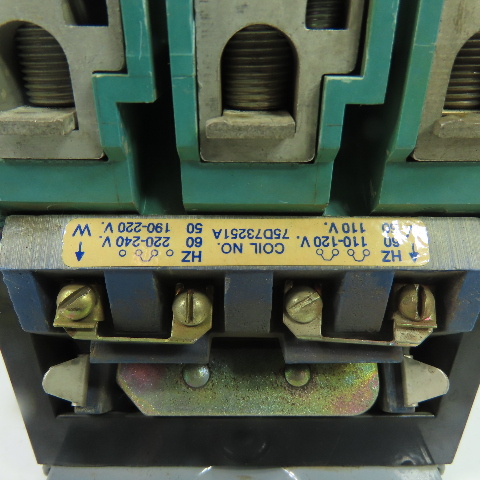 HZ
110-120 V. 60
110 V. 50
COIL NO.
75D73251A
HZ
60 220-240 V.
50 190-220 V.
W